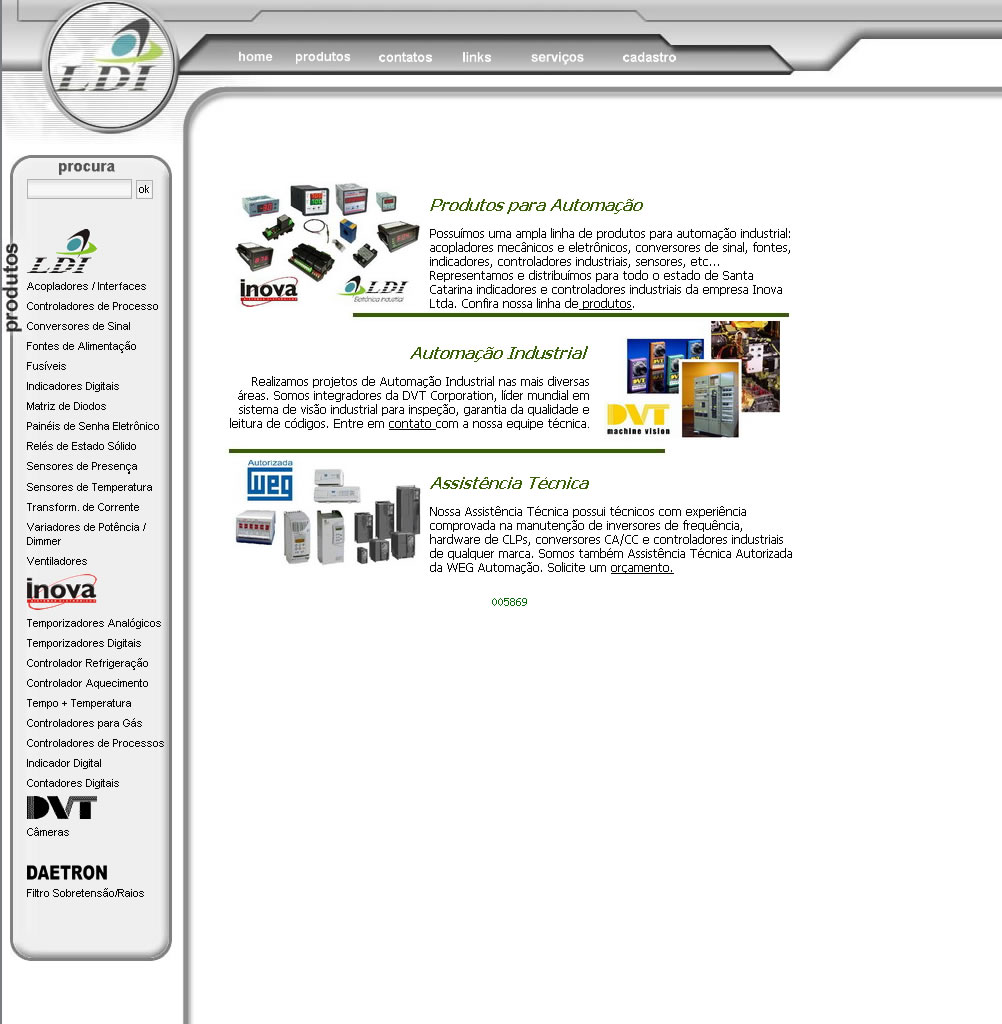 LDI
home produtos contatos links serviços cadastro
procura
ok
produtos
LDI
Acopladores / Interfaces
Controladores de Processo
Conversores de Sinal
Fontes de Alimentação
Fusíveis
Indicadores Digitais
Matriz de Diodos
Painéis de Senha Eletrônico
Relés de Estado Sólido
Sensores de Presença
Sensores de Temperatura
Transform. de Corrente
Variadores de Potência /
Dimmer
Ventiladores
inova
Temporizadores Analógicos
Temporizadores Digitais
Controlador Refrigeração
Controlador Aquecimento
Tempo + Temperatura
Controladores para Gás
Controladores de Processos
Indicador Digital
Contadores Digitais
DVT
Câmeras
DAETRON
Filtro Sobretensão/Raios
inova
LDI
Eletrônica Industrial
Produtos para Automação
Possuímos uma ampla linha de produtos para automação industrial:
acopladores mecânicos e eletrônicos, conversores de sinal, fontes,
indicadores, controladores industriais, sensores, etc...
Representamos e distribuímos para todo o estado de Santa
Catarina indicadores e controladores industriais da empresa Inova
Ltda. Confira nossa linha de produtos.
Automação Industrial
Realizamos projetos de Automação Industrial nas mais diversas
áreas. Somos integradores da DVT Corporation, líder mundial em
sistema de visão industrial para inspeção, garantia da qualidade e
leitura de códigos. Entre em contato com a nossa equipe técnica.
DVT
machine vision
Autorizada
WEG
Assistência Técnica
Nossa Assistência Técnica possui técnicos com experiência
comprovada na manutenção de inversores de frequência,
hardware de CLPs, conversores CA/CC e controladores industriais
de qualquer marca. Somos também Assistência Técnica Autorizada
da WEG Automação. Solicite um orçamento.
005869